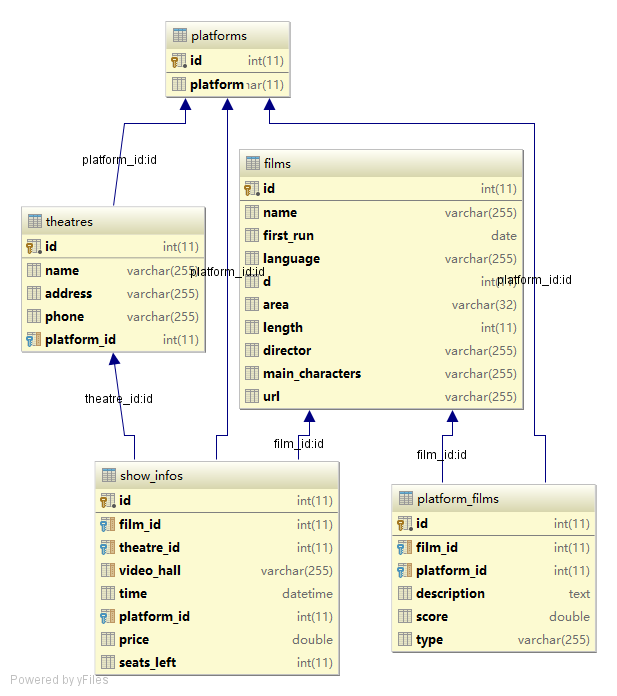 platforms
id int(11)
platform har(11)
platform_id:id
films
id int(11)
name varchar(255)
first_run date
language varchar(255)
d
area varchar(32)
length int(11)
director varchar(255)
main_characters varchar(255)
url varchar(255)
theatres
id int(11)
name varchar(255)
address varchar(255)
phone varchar(255)
platform_id int(11)
platform_id:id
platform_id:id
theatre_id:id
film_id:id
film_id:id
show_infos
id int(11)
film_id int(11)
theatre_id int(11)
video_hall varchar(255)
time datetime
platform_id int(11)
price double
seats_left int(11)
platform_films
id int(11)
film_id int(11)
platform_id int(11)
description text
score double
type varchar(255)
Powered by yFiles